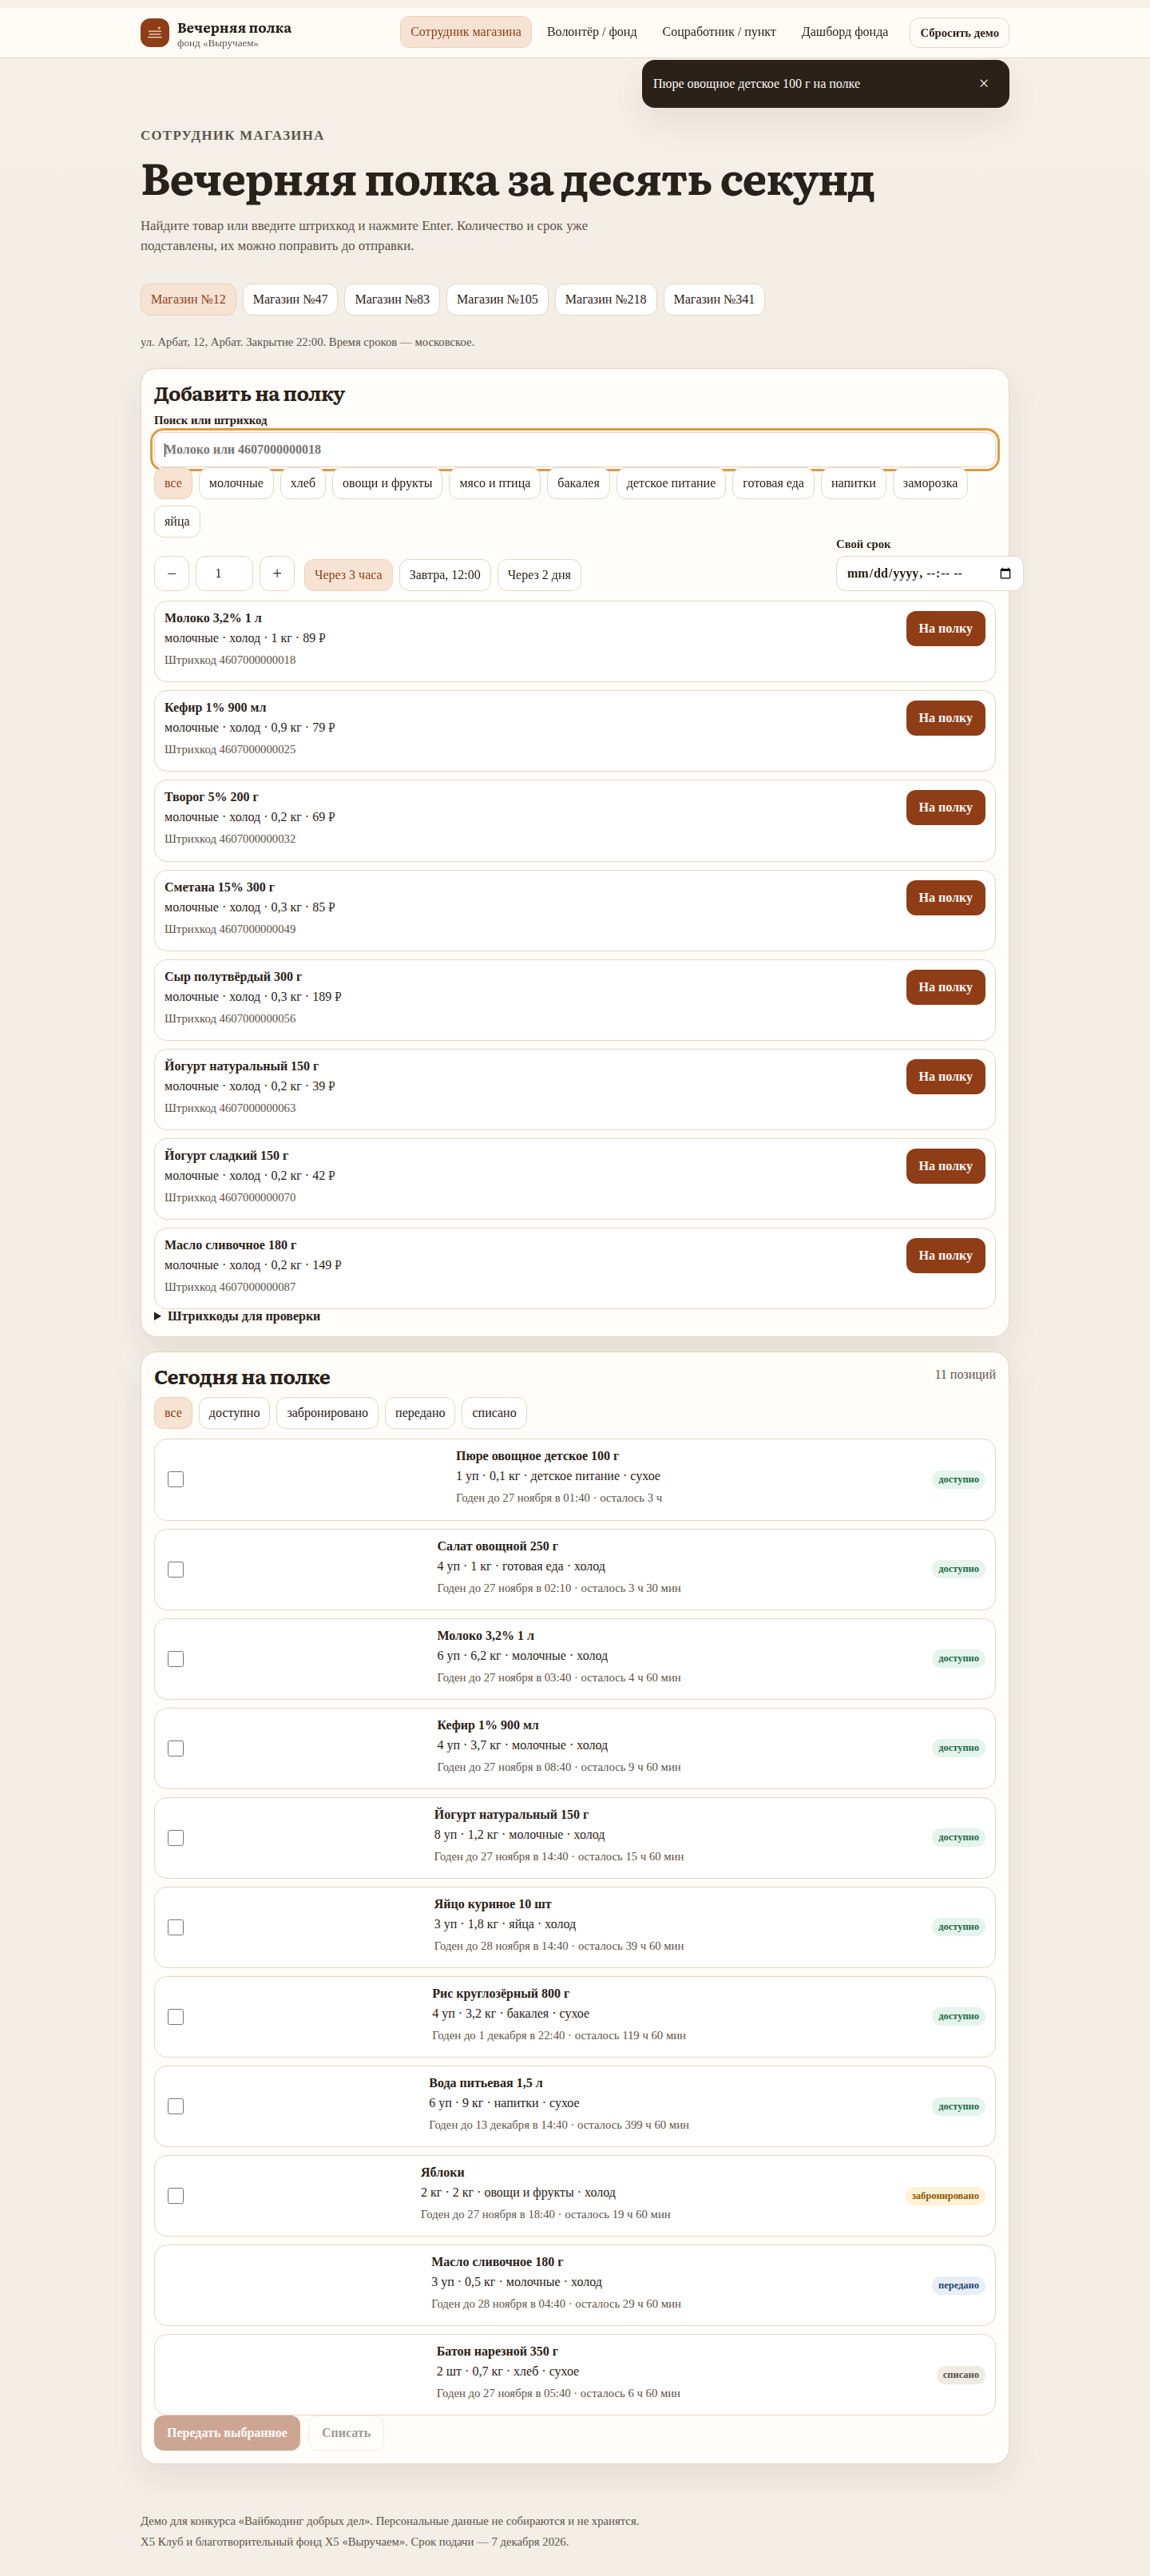 Вечерняя полка
фонд «Выручаем»
Сотрудник магазина
Волонтёр / фонд
Соцработник / пункт
Дашборд фонда
Сбросить демо
Пюре овощное детское 100 г на полке ×
СОТРУДНИК МАГАЗИНА
Вечерняя полка за десять секунд
Найдите товар или введите штрихкод и нажмите Enter. Количество и срок уже
подставлены, их можно поправить до отправки.
Магазин №12
Магазин №47
Магазин №83
Магазин №105
Магазин №218
Магазин №341
ул. Арбат, 12, Арбат. Закрытие 22:00. Время сроков — московское.
Добавить на полку
Поиск или штрихкод
Молоко или 4607000000018
все
молочные
хлеб
овощи и фрукты
мясо и птица
бакалея
детское питание
готовая еда
напитки
заморозка
яйца
Свой срок
− 1 +
Через 3 часа
Завтра, 12:00
Через 2 дня
mm/dd/yyyy, --:-- --
Молоко 3,2% 1 л
молочные · холод · 1 кг · 89 ₽
Штрихкод 4607000000018
На полку
Кефир 1% 900 мл
молочные · холод · 0,9 кг · 79 ₽
Штрихкод 4607000000025
На полку
Творог 5% 200 г
молочные · холод · 0,2 кг · 69 ₽
Штрихкод 4607000000032
На полку
Сметана 15% 300 г
молочные · холод · 0,3 кг · 85 ₽
Штрихкод 4607000000049
На полку
Сыр полутвёрдый 300 г
молочные · холод · 0,3 кг · 189 ₽
Штрихкод 4607000000056
На полку
Йогурт натуральный 150 г
молочные · холод · 0,2 кг · 39 ₽
Штрихкод 4607000000063
На полку
Йогурт сладкий 150 г
молочные · холод · 0,2 кг · 42 ₽
Штрихкод 4607000000070
На полку
Масло сливочное 180 г
молочные · холод · 0,2 кг · 149 ₽
Штрихкод 4607000000087
На полку
Штрихкоды для проверки
Сегодня на полке
11 позиций
все
доступно
забронировано
передано
списано
Пюре овощное детское 100 г
1 уп · 0,1 кг · детское питание · сухое
Годен до 27 ноября в 01:40 · осталось 3 ч
доступно
Салат овощной 250 г
4 уп · 1 кг · готовая еда · холод
Годен до 27 ноября в 02:10 · осталось 3 ч 30 мин
доступно
Молоко 3,2% 1 л
6 уп · 6,2 кг · молочные · холод
Годен до 27 ноября в 03:40 · осталось 4 ч 60 мин
доступно
Кефир 1% 900 мл
4 уп · 3,7 кг · молочные · холод
Годен до 27 ноября в 08:40 · осталось 9 ч 60 мин
доступно
Йогурт натуральный 150 г
8 уп · 1,2 кг · молочные · холод
Годен до 27 ноября в 14:40 · осталось 15 ч 60 мин
доступно
Яйцо куриное 10 шт
3 уп · 1,8 кг · яйца · холод
Годен до 28 ноября в 14:40 · осталось 39 ч 60 мин
доступно
Рис круглозёрный 800 г
4 уп · 3,2 кг · бакалея · сухое
Годен до 1 декабря в 22:40 · осталось 119 ч 60 мин
доступно
Вода питьевая 1,5 л
6 уп · 9 кг · напитки · сухое
Годен до 13 декабря в 14:40 · осталось 399 ч 60 мин
доступно
Яблоки
2 кг · 2 кг · овощи и фрукты · холод
Годен до 27 ноября в 18:40 · осталось 19 ч 60 мин
забронировано
Масло сливочное 180 г
3 уп · 0,5 кг · молочные · холод
Годен до 28 ноября в 04:40 · осталось 29 ч 60 мин
передано
Батон нарезной 350 г
2 шт · 0,7 кг · хлеб · сухое
Годен до 27 ноября в 05:40 · осталось 6 ч 60 мин
списано
Передать выбранное
Списать
Демо для конкурса «Вайбкодинг добрых дел». Персональные данные не собираются и не хранятся.
X5 Клуб и благотворительный фонд X5 «Выручаем». Срок подачи — 7 декабря 2026.